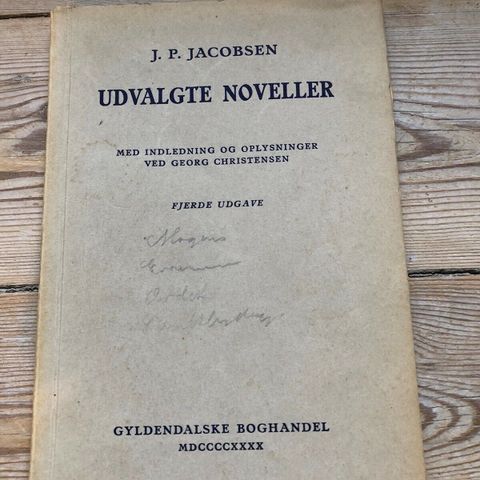 J. P. JACOBSEN
UDVALGTE NOVELLER
MED INDLEDNING OG OPLYSNINGER
VED GEORG CHRISTENSEN
FJERDE UDGAVE
Mogens
GYLDENDALSKE BOGHANDEL
MDCCCCXXXX